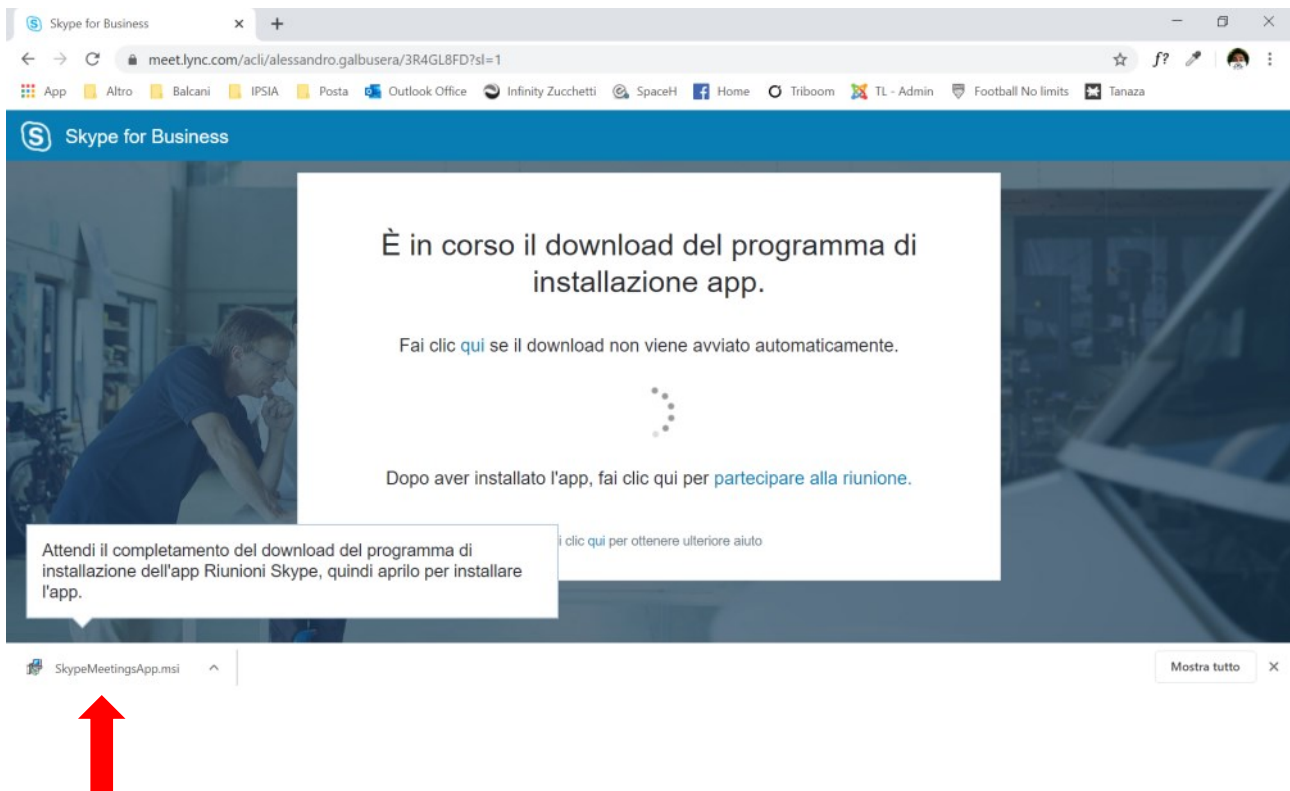 Skype for Business
meet.lync.com/acli/alessandro.galbusera/3R4GL8FD?sl=1
f?
App Altro Balcani IPSIA Posta Outlook Office Infinity Zucchetti SpaceH Home Triboom TL - Admin Football No limits Tanaza
Skype for Business
È in corso il download del programma di
installazione app.
Fai clic qui se il download non viene avviato automaticamente.
Dopo aver installato l'app, fai clic qui per partecipare alla riunione.
i clic qui per ottenere ulteriore aiuto
Attendi il completamento del download del programma di
installazione dell'app Riunioni Skype, quindi aprilo per installare
l'app.
SkypeMeetingsApp.msi
Mostra tutto